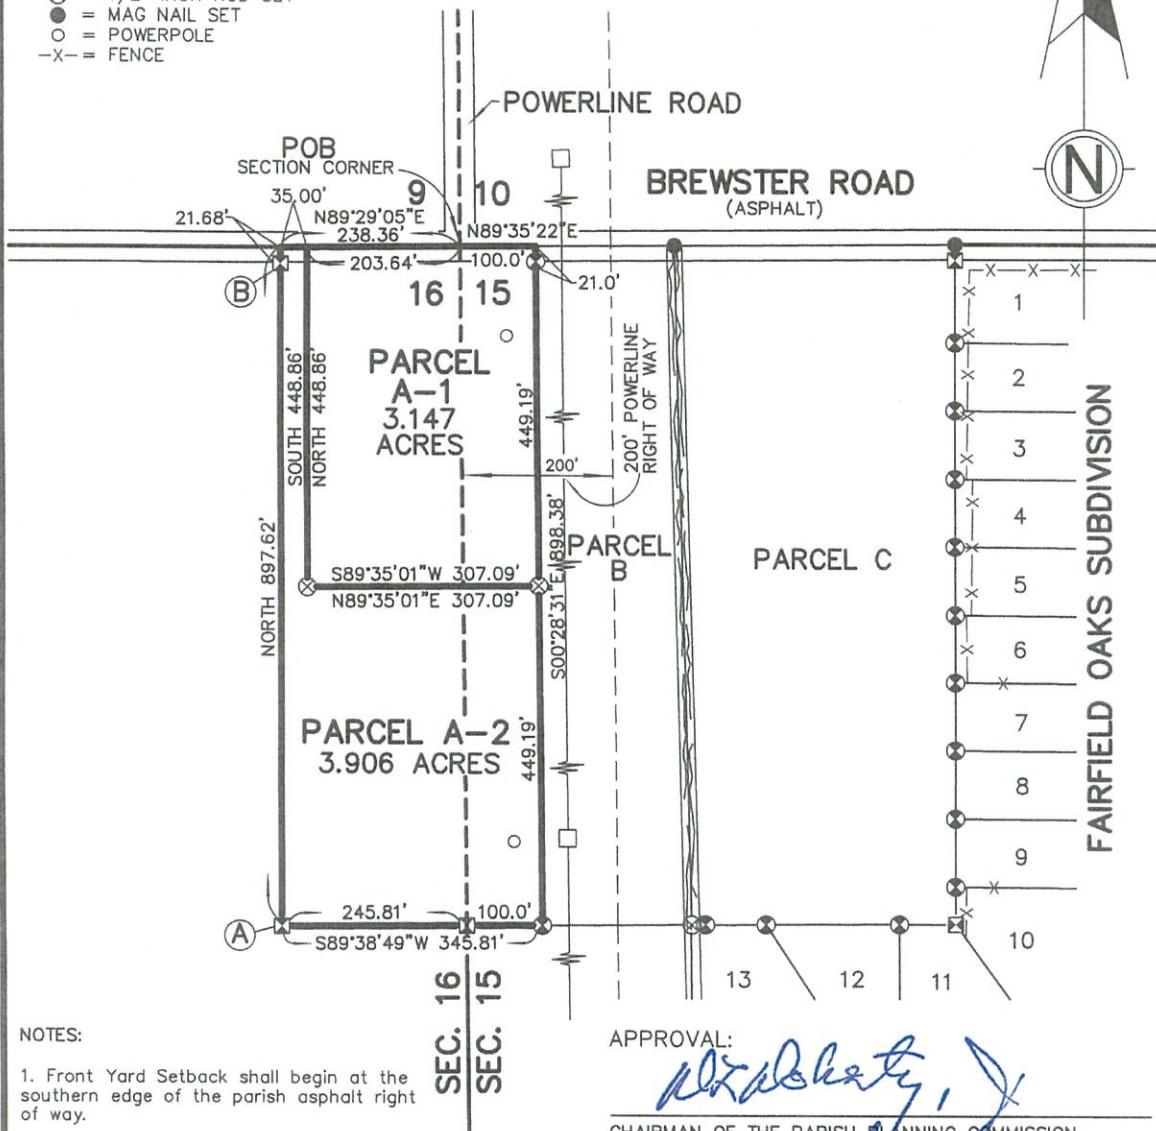 = MAG NAIL SET
= POWERPOLE
—X— = FENCE
POWERLINE ROAD
POB
SECTION CORNER
9
10
BREWSTER ROAD
(ASPHALT)
N
35.00'
21.68'
N89°29'05"E
238.36'
N89°35'22"E
203.64'
100.0'
21.0'
B
16
15
PARCEL
A-1
3.147
ACRES
SOUTH 448.86'
NORTH 448.86'
449.19'
200' POWERLINE
RIGHT OF WAY
200'
NORTH 897.62'
S00°28'31"E 898.38'
PARCEL
B
PARCEL C
S89°35'01"W 307.09'
N89°35'01"E 307.09'
PARCEL A-2
3.906 ACRES
449.19'
1
2
3
4
5
6
7
8
9
10
FAIRFIELD OAKS SUBDIVISION
A
245.81'
100.0'
S89°38'49"W 345.81'
13
12
11
SEC. 16
SEC. 15
NOTES:
1. Front Yard Setback shall begin at the
southern edge of the parish asphalt right
of way.
APPROVAL:
CHAIRMAN OF THE PARISH PLANNING COMMISSION